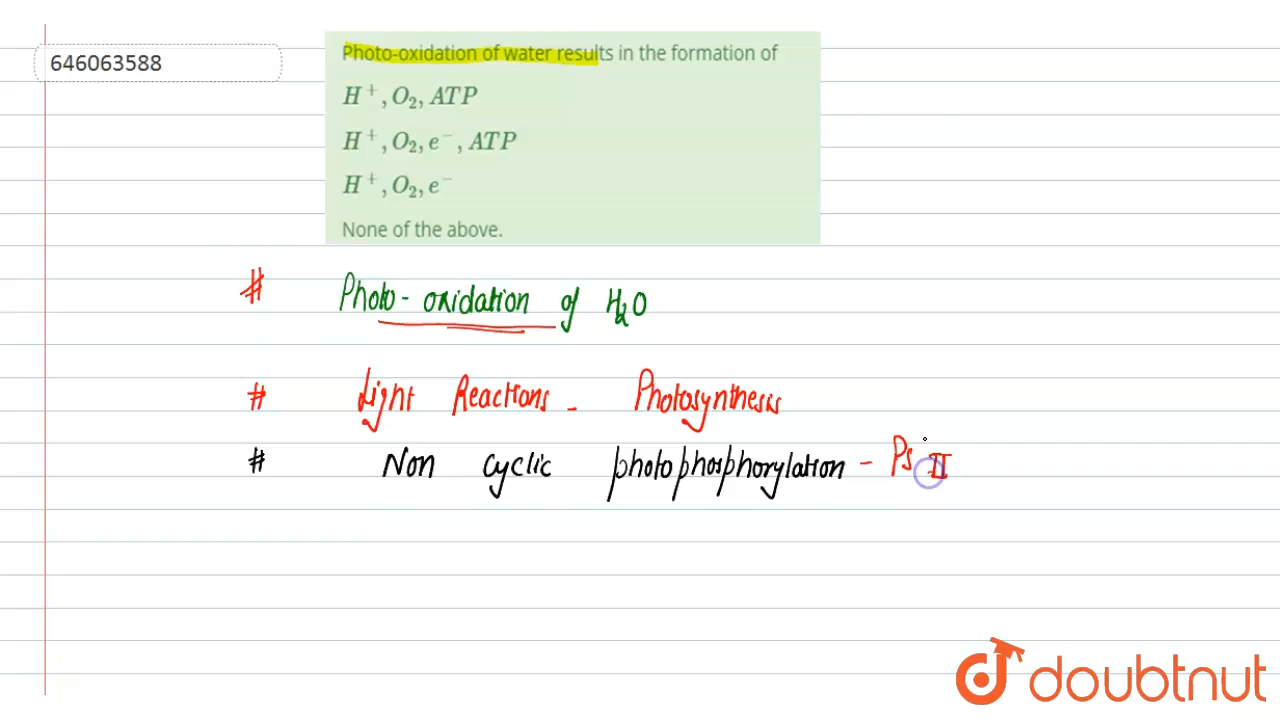 646063588
Photo-oxidation of water results in the formation of
H⁺, O₂, ATP
H⁺, O₂, e⁻, ATP
H⁺, O₂, e⁻
None of the above.
# Photo-oxidation of H₂O
# Light Reactions - Photosynthesis
# Non cyclic photophosphorylation - Ps II
doubtnut